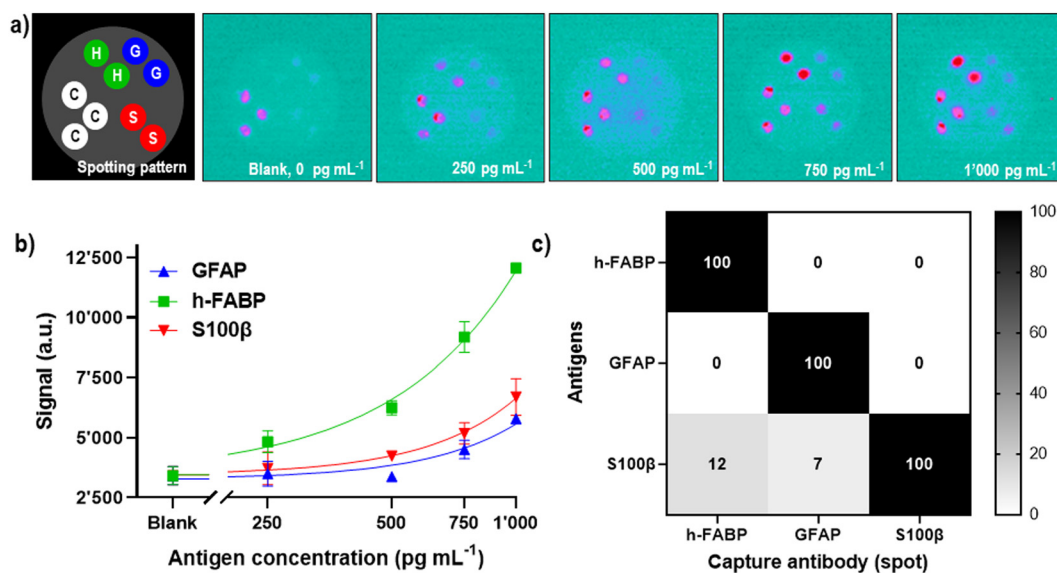 a)
H
G
H
G
C
C
S
C
S
Spotting pattern
Blank, 0 pg mL⁻¹
250 pg mL⁻¹
500 pg mL⁻¹
750 pg mL⁻¹
1'000 pg mL⁻¹
b)
12'500
10'000
7'500
5'000
2'500
Signal (a.u.)
GFAP
h-FABP
S100β
Blank
250
500
750
1'000
Antigen concentration (pg mL⁻¹)
c)
Antigens
h-FABP
100
0
0
GFAP
0
100
0
S100β
12
7
100
h-FABP
GFAP
S100β
Capture antibody (spot)
100
80
60
40
20
0